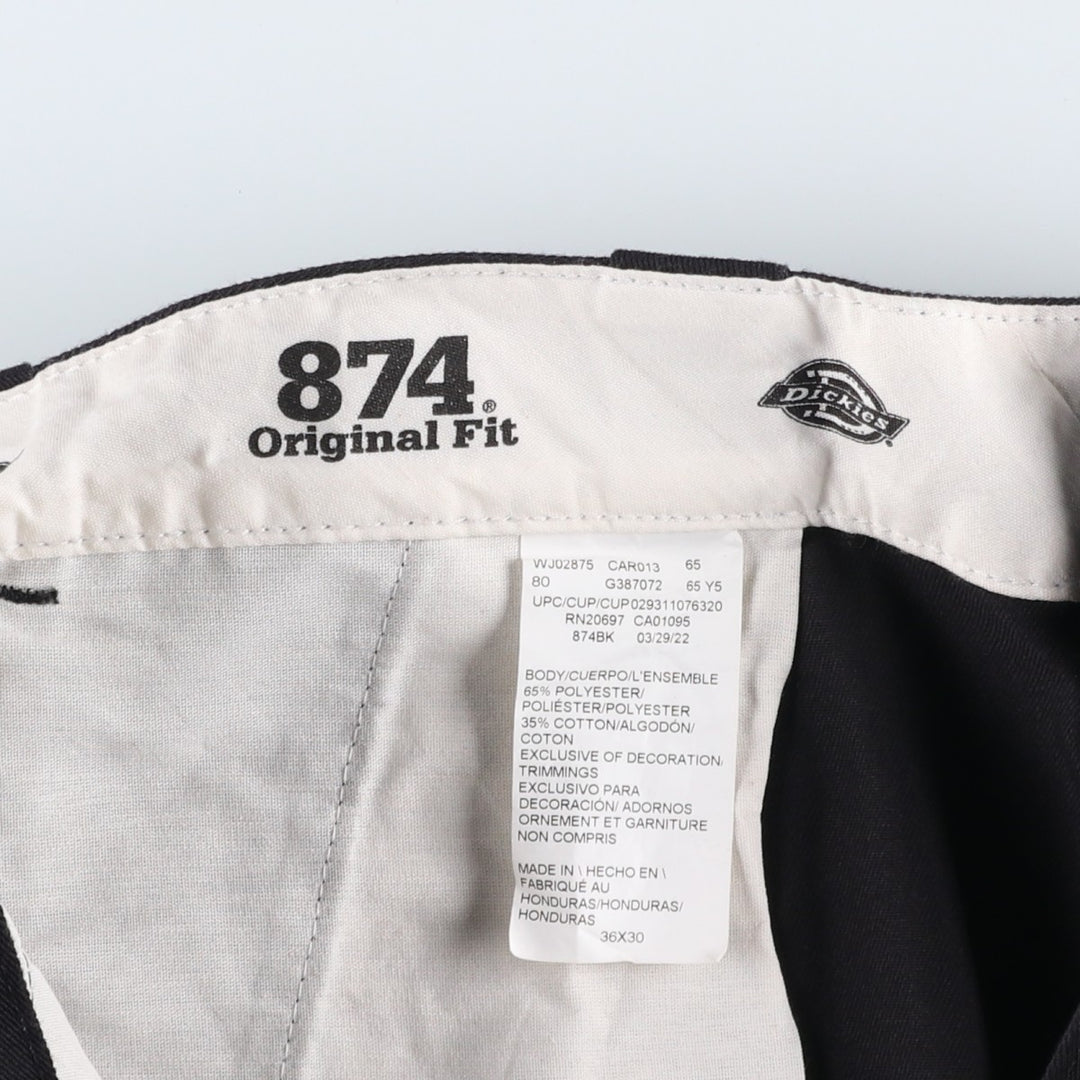 874®
Original Fit
Dickies
WJ02875 CAR013 65
80 G387072 65 Y5
UPC/CUP/CUP029311076320
RN20697 CA01095
874BK 03/29/22
BODY/CUERPO/L'ENSEMBLE
65% POLYESTER/
POLIÉSTER/POLYESTER
35% COTTON/ALGODÓN/
COTON
EXCLUSIVE OF DECORATION/
TRIMMINGS
EXCLUSIVO PARA
DECORACIÓN/ ADORNOS
ORNEMENT ET GARNITURE
NON COMPRIS
MADE IN \ HECHO EN \
FABRIQUÉ AU
HONDURAS/HONDURAS/
HONDURAS
36X30